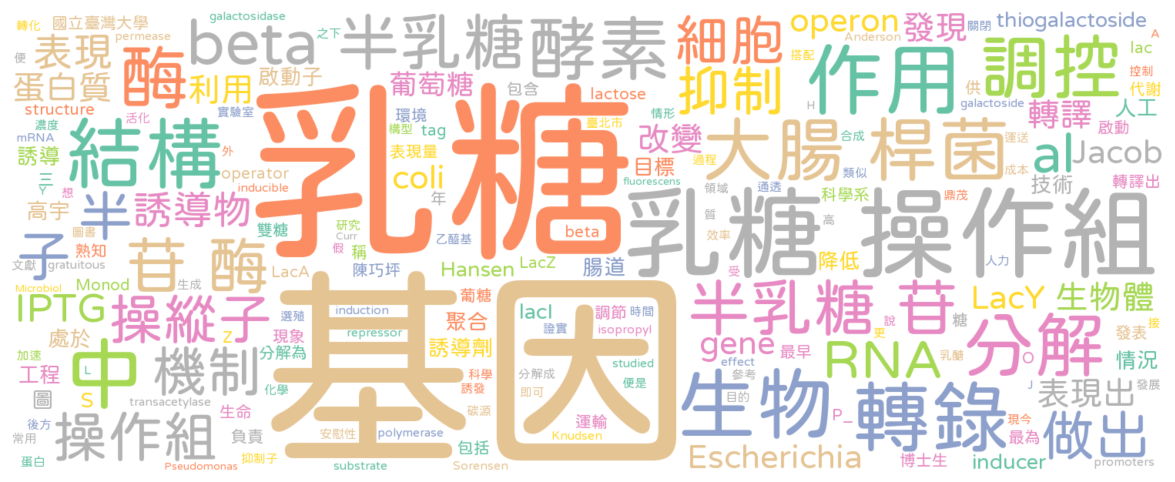 轉化
國立臺灣大學
galactosidase
之下
beta
半乳糖
酵素
細胞
operon
發現
關閉
thiogalactoside
A
便
表現
permease
酶
利用
啟動子
葡萄糖
包含
抑制
Anderson
搭配
作用
調控
lac
控制
代謝
蛋白質
structure
實驗室
環境
lactose
情形
臺北市
H
供
galactoside
轉譯
人工
濃度
活化
mRNA
結構
乳糖
構型
tag
改變
大腸
桿菌
合成
運送
啟動
誘導
外
表現量
目標
過程
al
Jacob
三、
operator
coli
fluorescens
類似
成本
想
inducible
年
領域
通透
科學系
技術
轉譯出
高宇
半
誘導物
雙糖
研究
Curr
乙醯基
beta
質
高
鼎茂
乳糖
操作組
圖書
熟知
假
稱
效率
子
苷
酶
文獻
gratuitous
LacA
陳巧坪
Hansen
LacZ
腸道
降低
受
人力
Microbiol
Monod
生成
IPTG
操縱子
選殖
induction
葡糖
lacI
調節
時間
半乳糖
苷
說
糖
LacY
生物體
處於
Z
現象
repressor
聚合
證實
isopropyl
gene
最早
更
發表
接
加速
中
機制
分解為
基因
誘導劑
studied
effect
RNA
分解
O
情況
工程
L
化學
科學
分解成
便是
參考
乳醣
S
transacetylase
誘發
即可
生物
目的
J
發展
圖
生命
碳源
運輸
轉錄
表現出
後方
操作組
負責
安慰性
polymerase
Knudsen
P_
現今
做出
常用
包括
最為
蛋白
Pseudomonas
抑制子
substrate
Sorensen
Escherichia
博士生
inducer
promoters